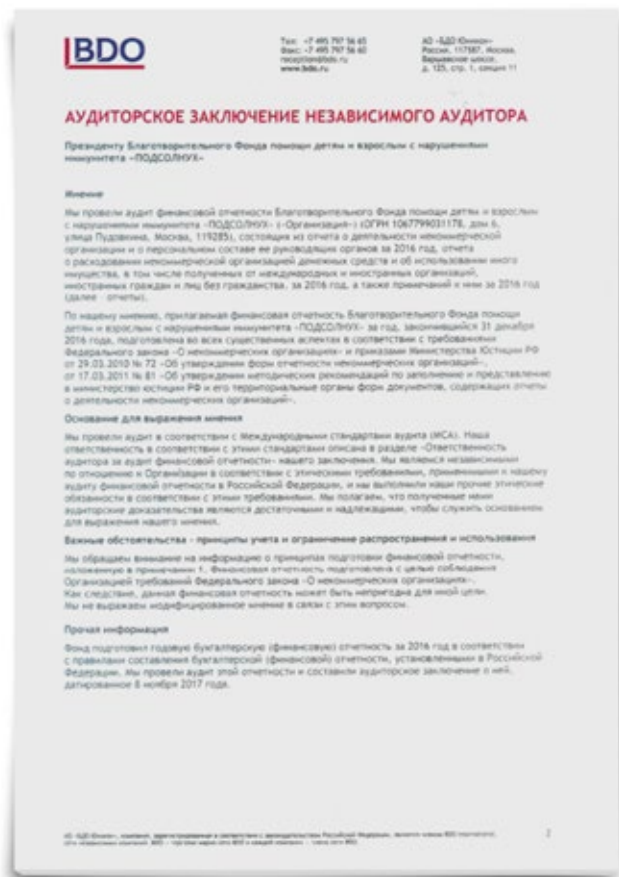 BDO
Тел: +7 495 797 56 65
Факс: +7 495 797 56 60
reception@bdo.ru
www.bdo.ru
АО «БДО Юникон»
Россия, 117587, Москва,
Варшавское шоссе,
д. 125, стр. 1, секция 11
АУДИТОРСКОЕ ЗАКЛЮЧЕНИЕ НЕЗАВИСИМОГО АУДИТОРА
Президенту Благотворительного Фонда помощи детям и взрослым с нарушениями
иммунитета «ПОДСОЛНУХ»
Мнение
Мы провели аудит финансовой отчетности Благотворительного Фонда помощи детям и взрослым
с нарушениями иммунитета «ПОДСОЛНУХ» («Организация») (ОГРН 1067799031178, дом 6,
улица Пудовкина, Москва, 119285), состоящих из отчета о деятельности некоммерческой
организации и о персональном составе ее руководящих органов за 2016 год, отчета
о расходовании некоммерческой организацией денежных средств и об использовании иного
имущества, в том числе полученных от международных и иностранных организаций,
иностранных граждан и лиц без гражданства, за 2016 год, а также примечаний к ним за 2016 год
(далее - отчеты).
По нашему мнению, прилагаемая финансовая отчетность Благотворительного Фонда помощи
детям и взрослым с нарушениями иммунитета «ПОДСОЛНУХ» за год, закончившийся 31 декабря
2016 года, подготовлена во всех существенных аспектах в соответствии с требованиями
Федерального закона «О некоммерческих организациях» и приказами Министерства Юстиции РФ
от 29.03.2010 № 72 «Об утверждении форм отчетности некоммерческих организаций»,
от 17.03.2011 № 81 «Об утверждении методических рекомендаций по заполнению и представлению
в министерство юстиции РФ и его территориальные органы форм документов, содержащих отчеты
о деятельности некоммерческих организаций».
Основание для выражения мнения
Мы провели аудит в соответствии с Международными стандартами аудита (МСА). Наша
ответственность в соответствии с этими стандартами описана в разделе «Ответственность
аудитора за аудит финансовой отчетности» нашего заключения. Мы являемся независимыми
по отношению к Организации в соответствии с этическими требованиями, применимыми к нашему
аудиту финансовой отчетности в Российской Федерации, и мы выполнили наши прочие этические
обязанности в соответствии с этими требованиями. Мы полагаем, что полученные нами
аудиторские доказательства являются достаточными и надлежащими, чтобы служить основанием
для выражения нашего мнения.
Важные обстоятельства - принципы учета и ограничение распространения и использования
Мы обращаем внимание на информацию о принципах подготовки финансовой отчетности,
изложенную в примечании 1. Финансовая отчетность подготовлена с целью соблюдения
Организацией требований Федерального закона «О некоммерческих организациях».
Как следствие, данная финансовая отчетность может быть непригодна для иной цели.
Мы не выражаем модифицированное мнение в связи с этим вопросом.
Прочая информация
Фонд подготовил годовую бухгалтерскую (финансовую) отчетность за 2016 год в соответствии
с правилами составления бухгалтерской (финансовой) отчетности, установленными в Российской
Федерации. Мы провели аудит этой отчетности и составили аудиторское заключение о ней,
датированное 8 ноября 2017 года.
АО «БДО Юникон», компания, зарегистрированная в соответствии с законодательством Российской Федерации, является членом BDO
2